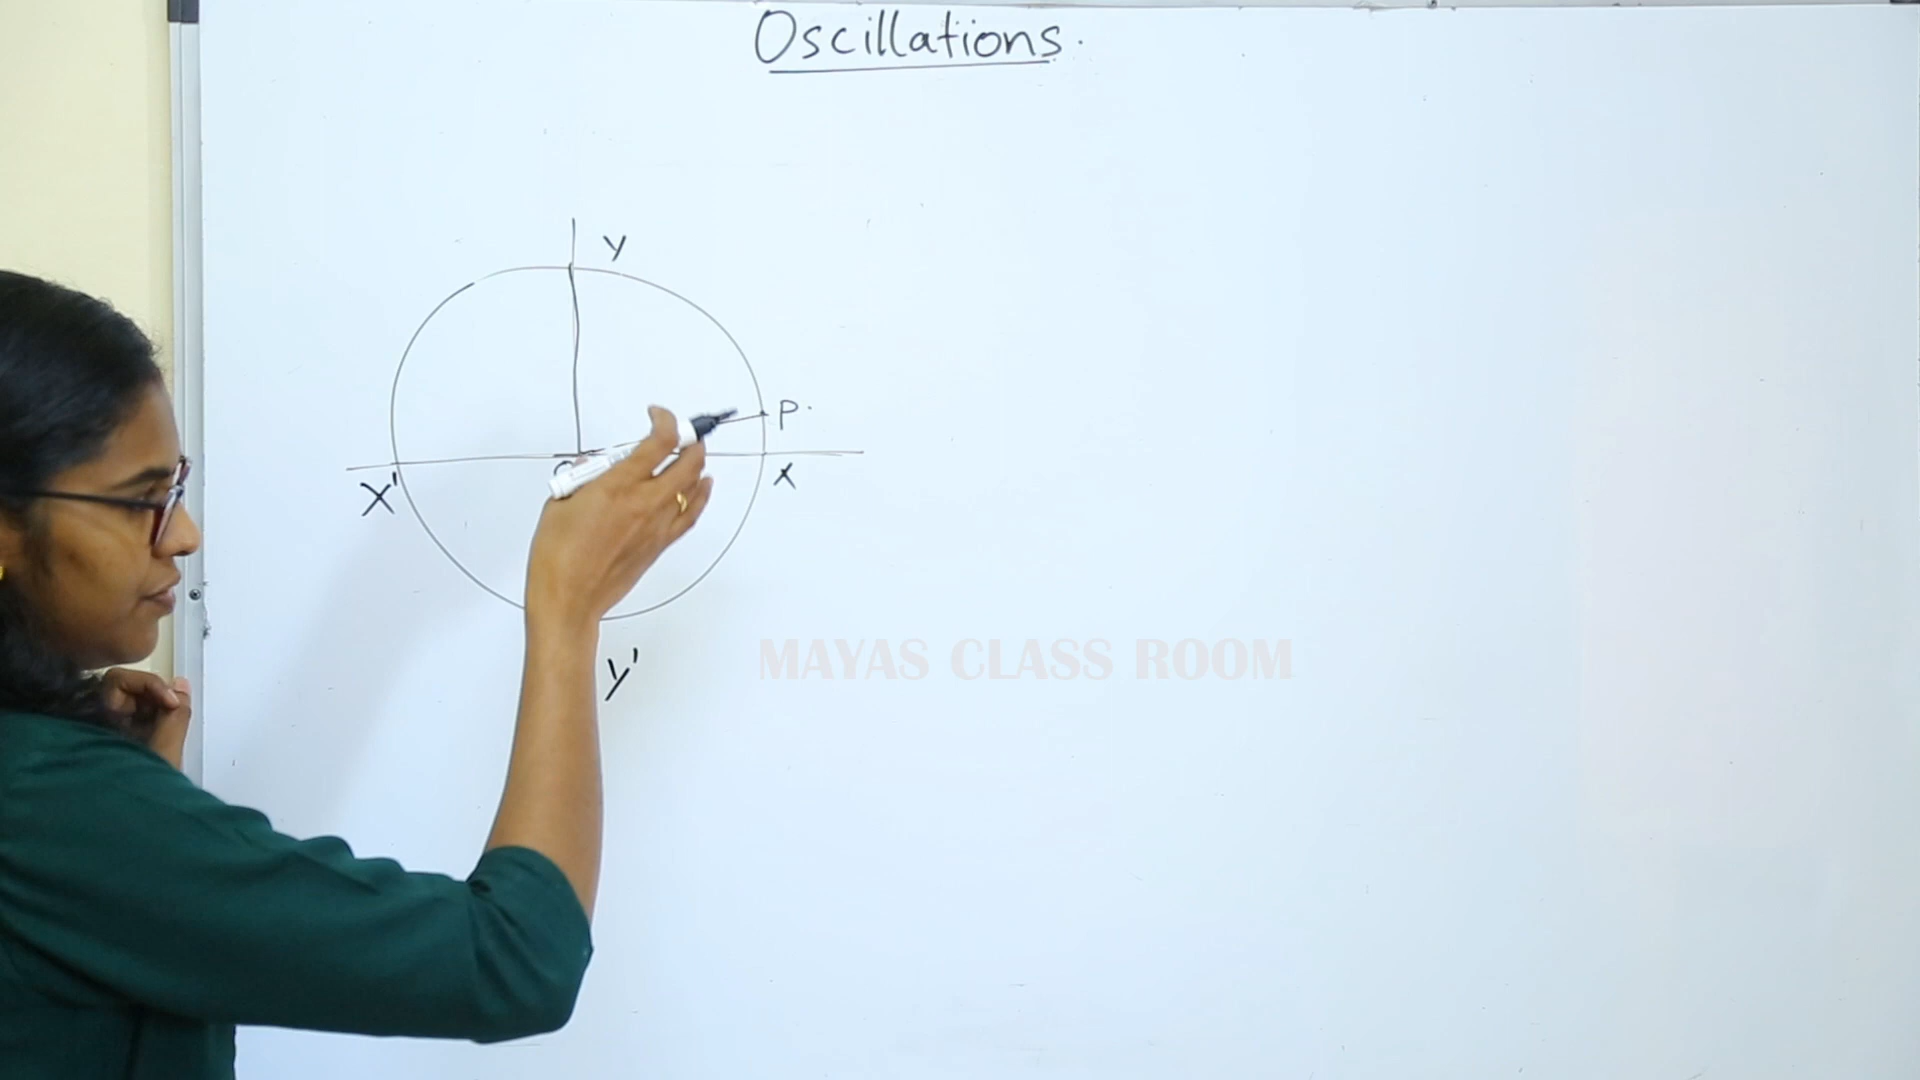 Oscillations.
Y
P.
X' X
Y'
MAYAS CLASS ROOM